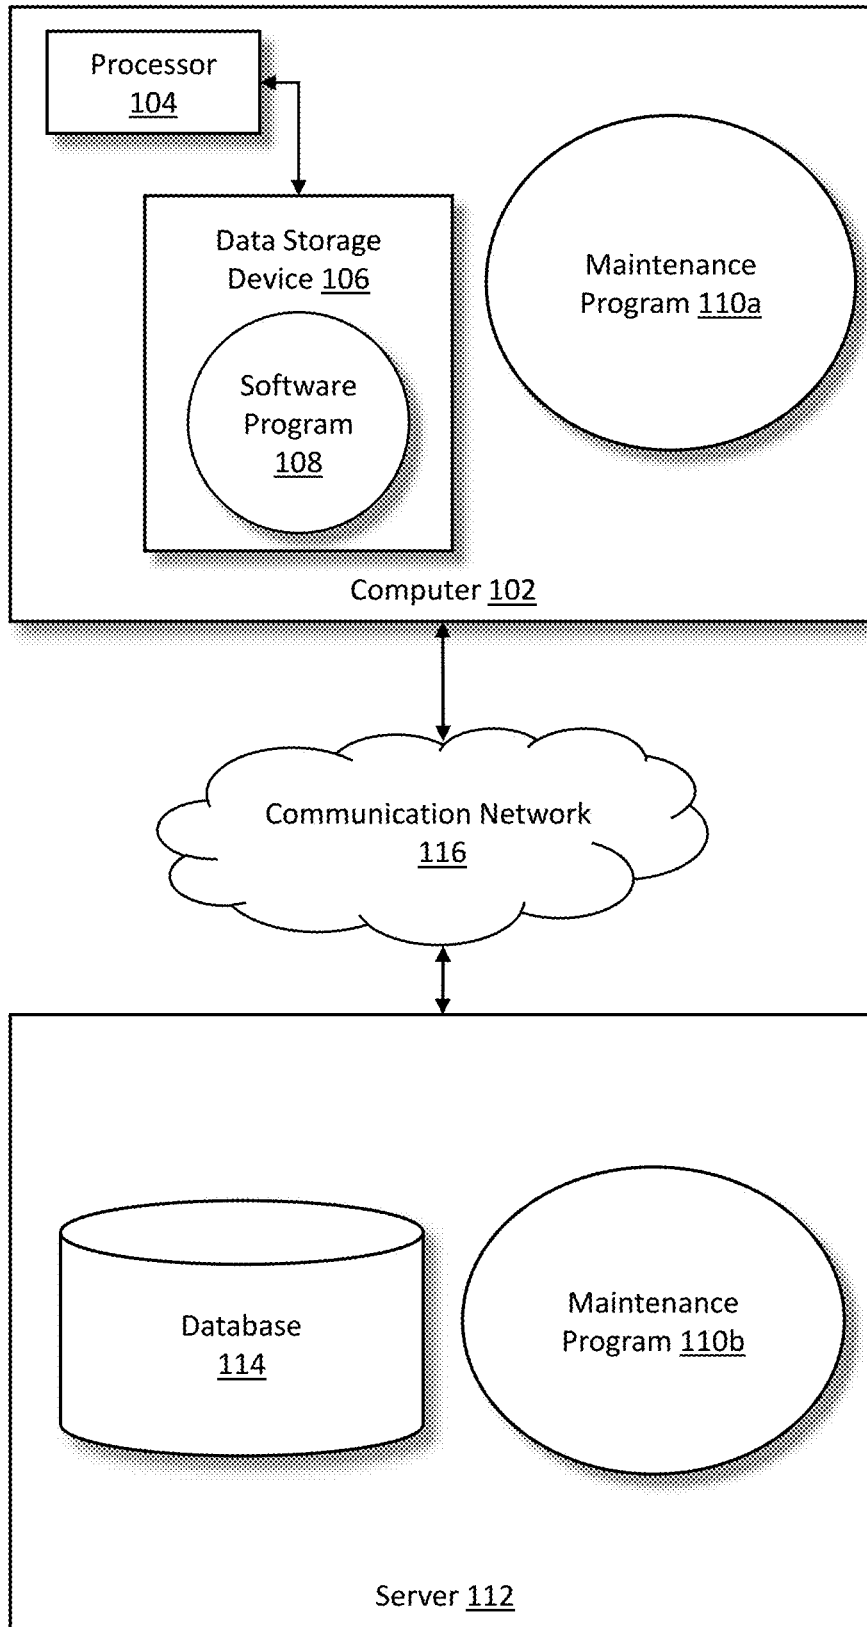 Processor
104
Data Storage
Device 106
Software
Program
108
Maintenance
Program 110a
Computer 102
Communication Network
116
Database
114
Maintenance
Program 110b
Server 112